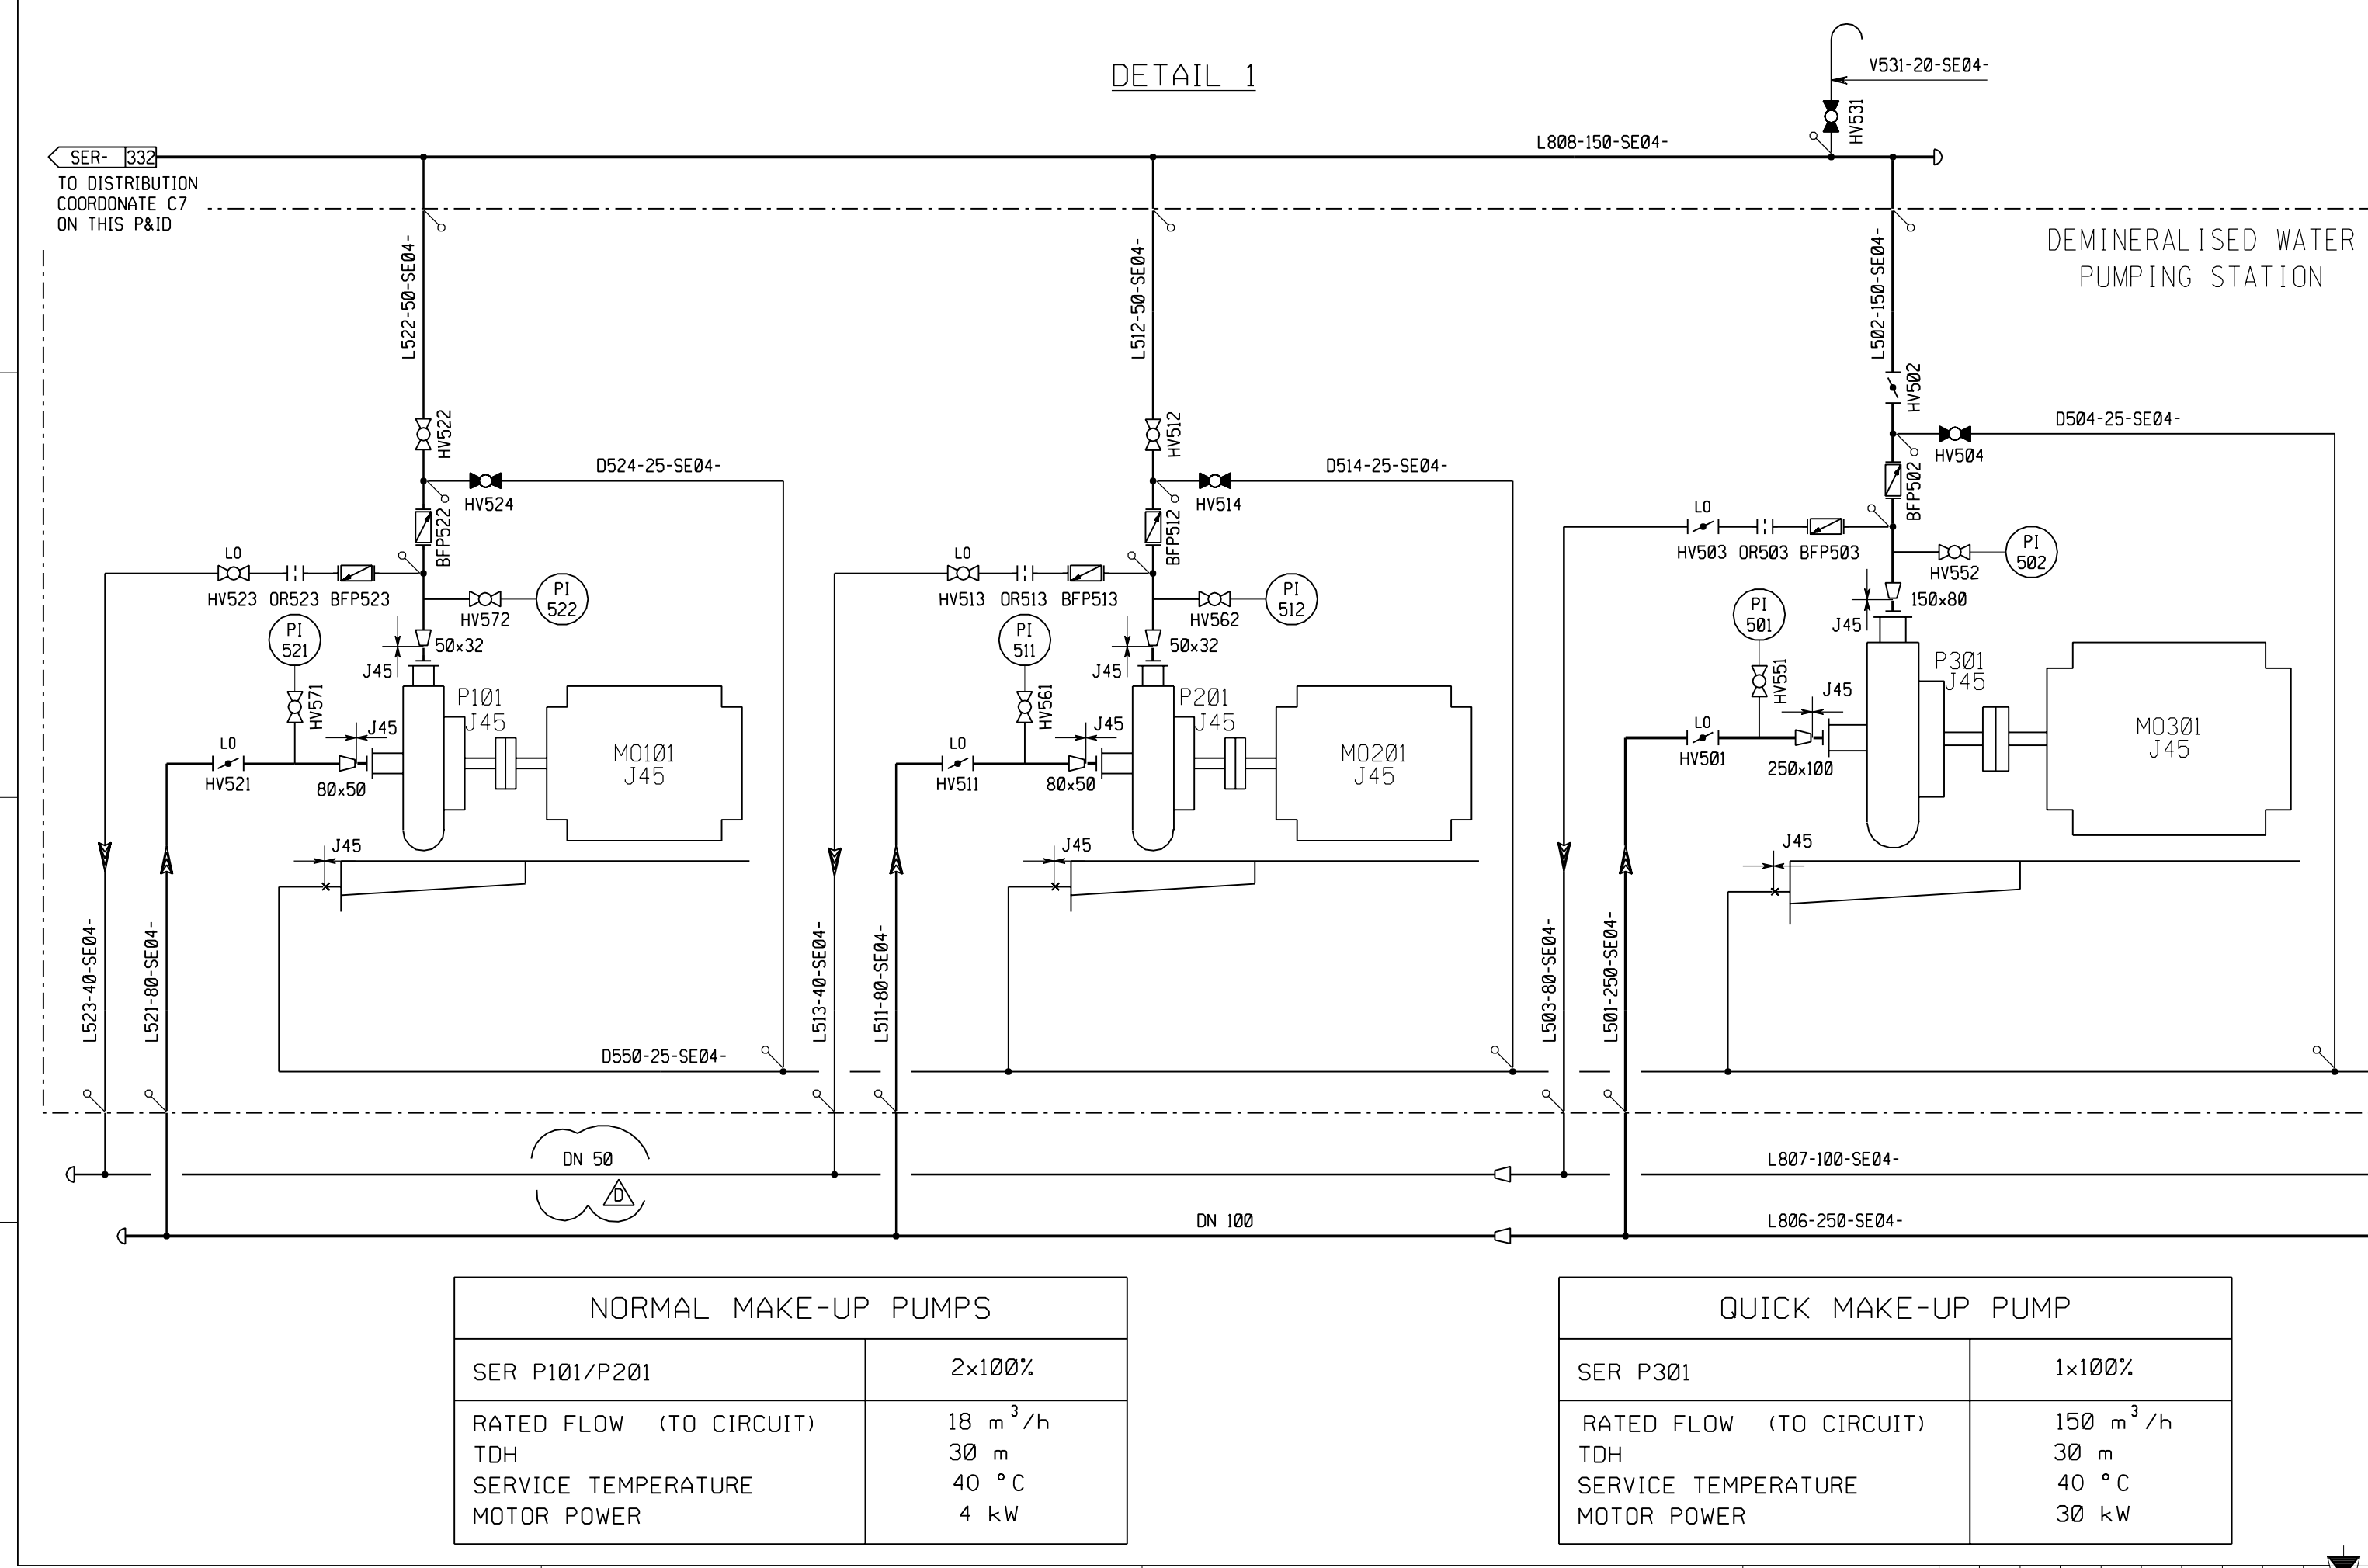 DETAIL 1
V531-20-SE04-
HV531
L808-150-SE04-
SER- 332
TO DISTRIBUTION
COORDONATE C7
ON THIS P&ID
DEMINERALISED WATER
PUMPING STATION
L522-50-SE04-
L512-50-SE04-
L502-150-SE04-
HV522
D524-25-SE04-
HV524
BFP522
LO
HV523
OR523
BFP523
PI
522
HV572
PI
521
HV571
50x32
J45
P101
J45
J45
LO
HV521
80x50
MO101
J45
J45
L523-40-SE04-
L521-80-SE04-
D550-25-SE04-
HV512
D514-25-SE04-
HV514
BFP512
LO
HV513
OR513
BFP513
PI
512
HV562
PI
511
HV561
50x32
J45
P201
J45
J45
LO
HV511
80x50
MO201
J45
J45
L513-40-SE04-
L511-80-SE04-
HV502
D504-25-SE04-
HV504
BFP502
LO
HV503
OR503
BFP503
PI
502
HV552
PI
501
HV551
150x80
J45
P301
J45
J45
LO
HV501
250x100
MO301
J45
J45
L503-80-SE04-
L501-250-SE04-
DN 50
D
L807-100-SE04-
DN 100
L806-250-SE04-
NORMAL MAKE-UP PUMPS
SER P101/P201 2x100%
RATED FLOW (TO CIRCUIT) 18 m³/h
TDH 30 m
SERVICE TEMPERATURE 40 °C
MOTOR POWER 4 kW
QUICK MAKE-UP PUMP
SER P301 1x100%
RATED FLOW (TO CIRCUIT) 150 m³/h
TDH 30 m
SERVICE TEMPERATURE 40 °C
MOTOR POWER 30 kW